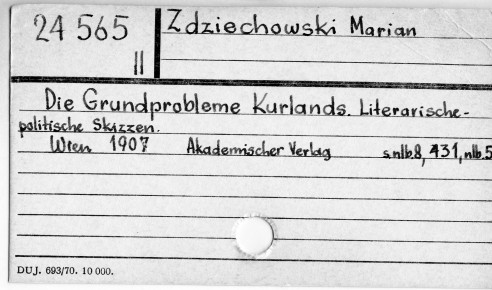 24 565
II
Zdziechowski Marian
Die Grundprobleme Kurlands. Literarische-
politische Skizzen.
Wien 1907 Akademischer Verlag s.nlb.8, 431, nlb.5
DUJ. 693/70. 10 000.